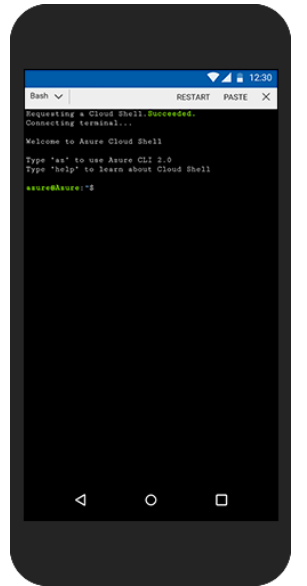 12:30
Bash RESTART PASTE
Requesting a Cloud Shell.Succeeded.
Connecting terminal...
Welcome to Azure Cloud Shell
Type "az" to use Azure CLI 2.0
Type "help" to learn about Cloud Shell
azure@Azure:~$